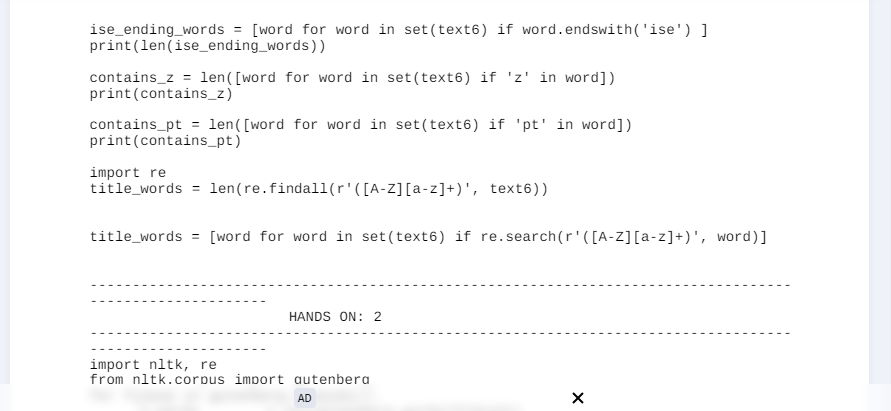 ise_ending_words = [word for word in set(text6) if word.endswith('ise') ]
print(len(ise_ending_words))
contains_z = len([word for word in set(text6) if 'z' in word])
print(contains_z)
contains_pt = len([word for word in set(text6) if 'pt' in word])
print(contains_pt)
import re
title_words = len(re.findall(r'([A-Z][a-z]+)', text6))
title_words = [word for word in set(text6) if re.search(r'([A-Z][a-z]+)', word)]
------------------------------------------------------------------------------------
---------------------
HANDS ON: 2
------------------------------------------------------------------------------------
---------------------
import nltk, re
from nltk.corpus import gutenberg
AD